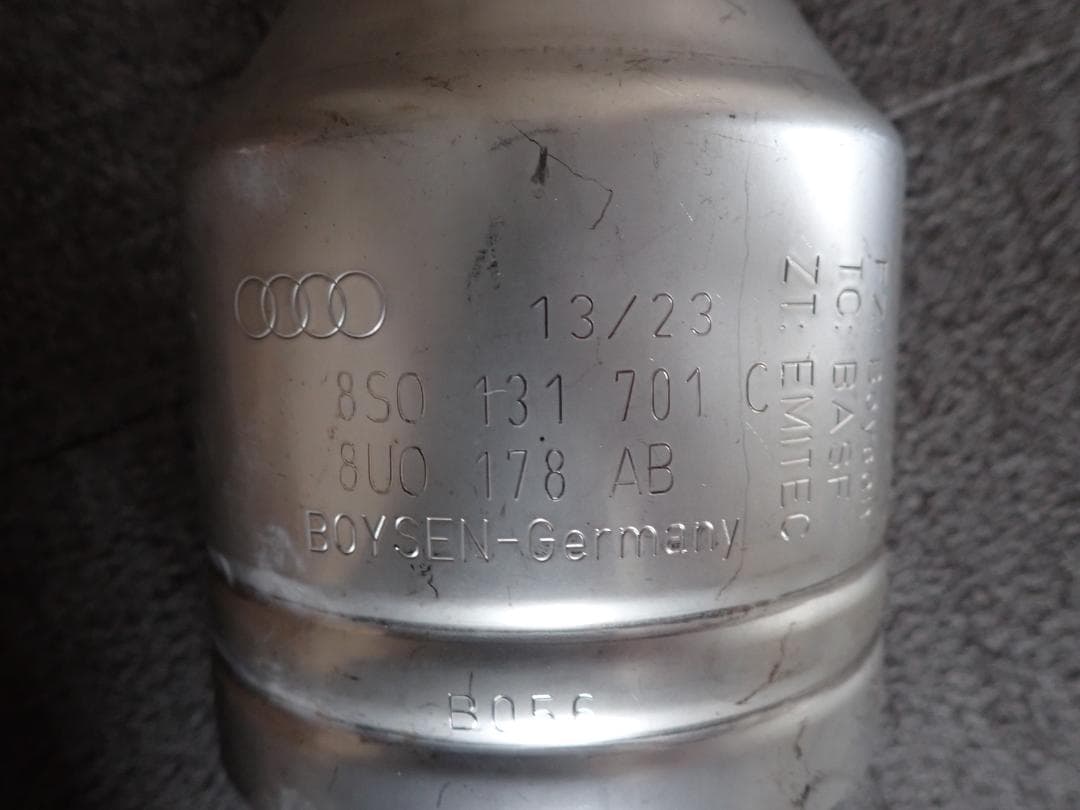 13/23
8S0 131 701 C
8U0 178 AB
BOYSEN-Germany
B056
ZT: EMITEC
TC: BASF